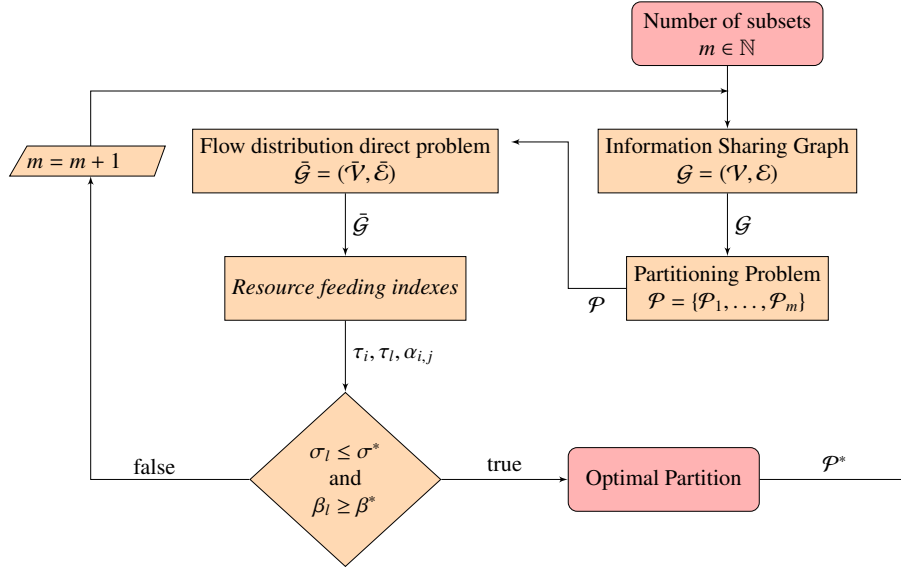 Number of subsets
m ∈ ℕ
m = m + 1
Flow distribution direct problem
𝒢̄ = (𝒱̄, ℰ̄)
Information Sharing Graph
𝒢 = (𝒱, ℰ)
𝒢̄
𝒢
Resource feeding indexes
Partitioning Problem
𝒫 = {𝒫₁, . . . , 𝒫ₘ}
𝒫
τᵢ, τₗ, αᵢ,ⱼ
σₗ ≤ σ*
and
βₗ ≥ β*
false
true
Optimal Partition
𝒫*